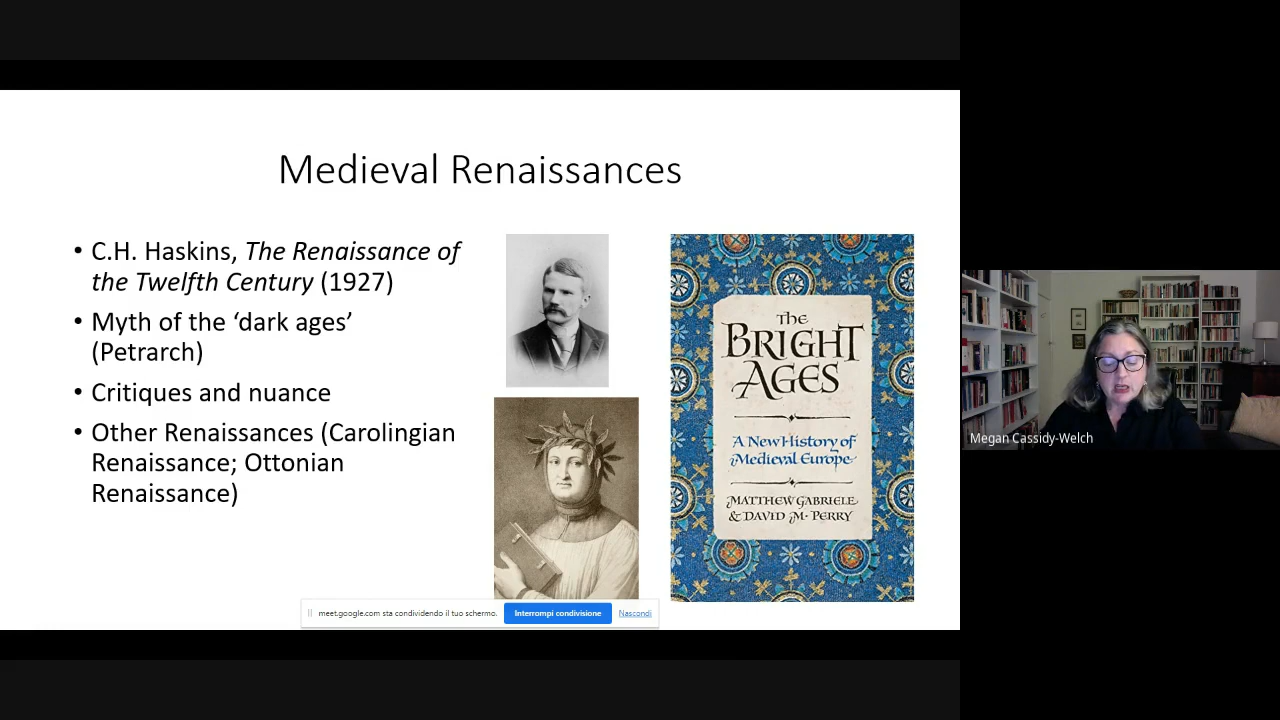 Medieval Renaissances
• C.H. Haskins, The Renaissance of
the Twelfth Century (1927)
• Myth of the ‘dark ages’
(Petrarch)
• Critiques and nuance
• Other Renaissances (Carolingian
Renaissance; Ottonian
Renaissance)
THE
BRIGHT
AGES
A New History of
Medieval Europe
MATTHEW GABRIELE
& DAVID M. PERRY
meet.google.com sta condividendo il tuo schermo.
Interrompi condivisione
Nascondi
Megan Cassidy-Welch